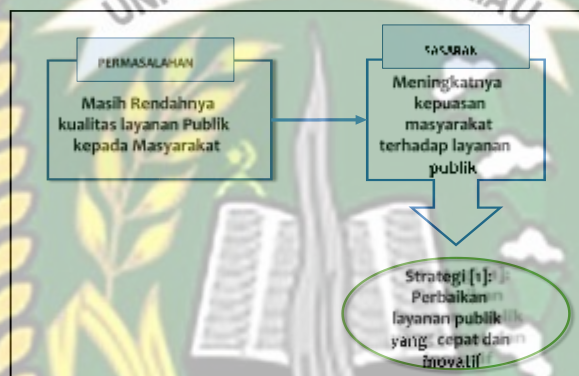 PERMASALAHAN
Masih Rendahnya
kualitas layanan Publik
kepada Masyarakat
SASARAN
Meningkatnya
kepuasan
masyarakat
terhadap layanan
publik
Strategi [1]:
Perbaikan
layanan publik
yang cepat dan
inovatif